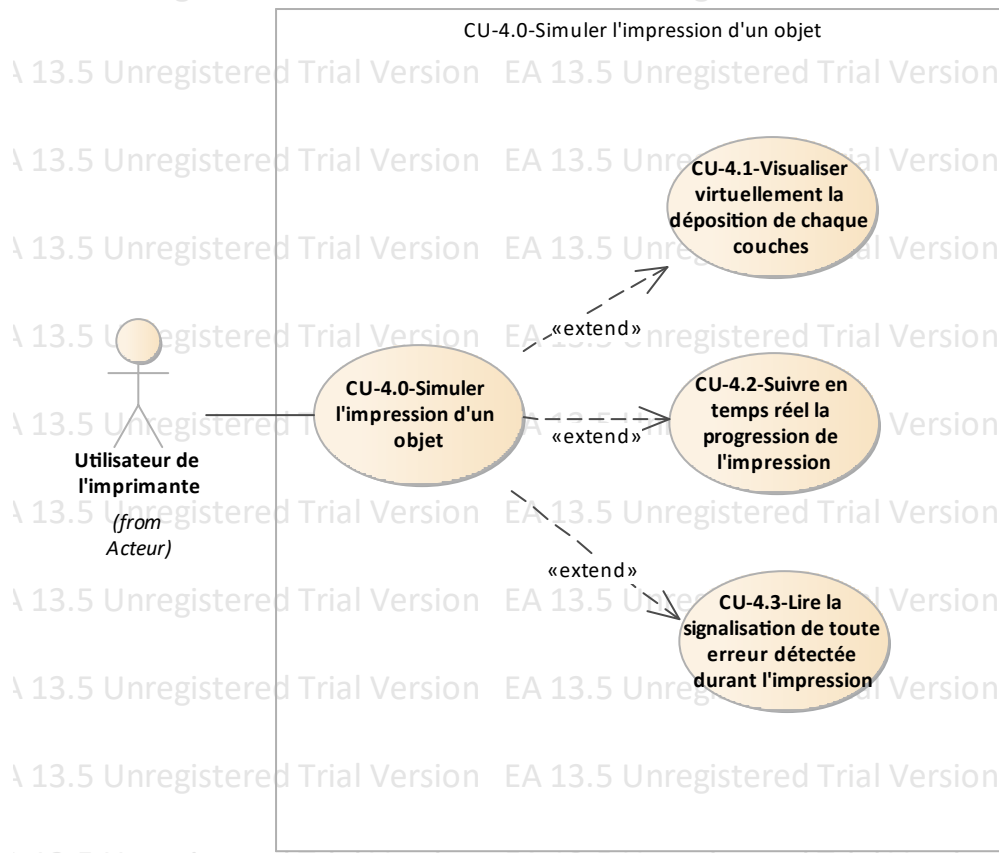 CU-4.0-Simuler l'impression d'un objet
EA 13.5 Unregistered Trial Version
CU-4.1-Visualiser
virtuellement la
déposition de chaque
couches
«extend»
CU-4.0-Simuler
l'impression d'un
objet
«extend»
CU-4.2-Suivre en
temps réel la
progression de
l'impression
Utilisateur de
l'imprimante
(from
Acteur)
«extend»
CU-4.3-Lire la
signalisation de toute
erreur détectée
durant l'impression